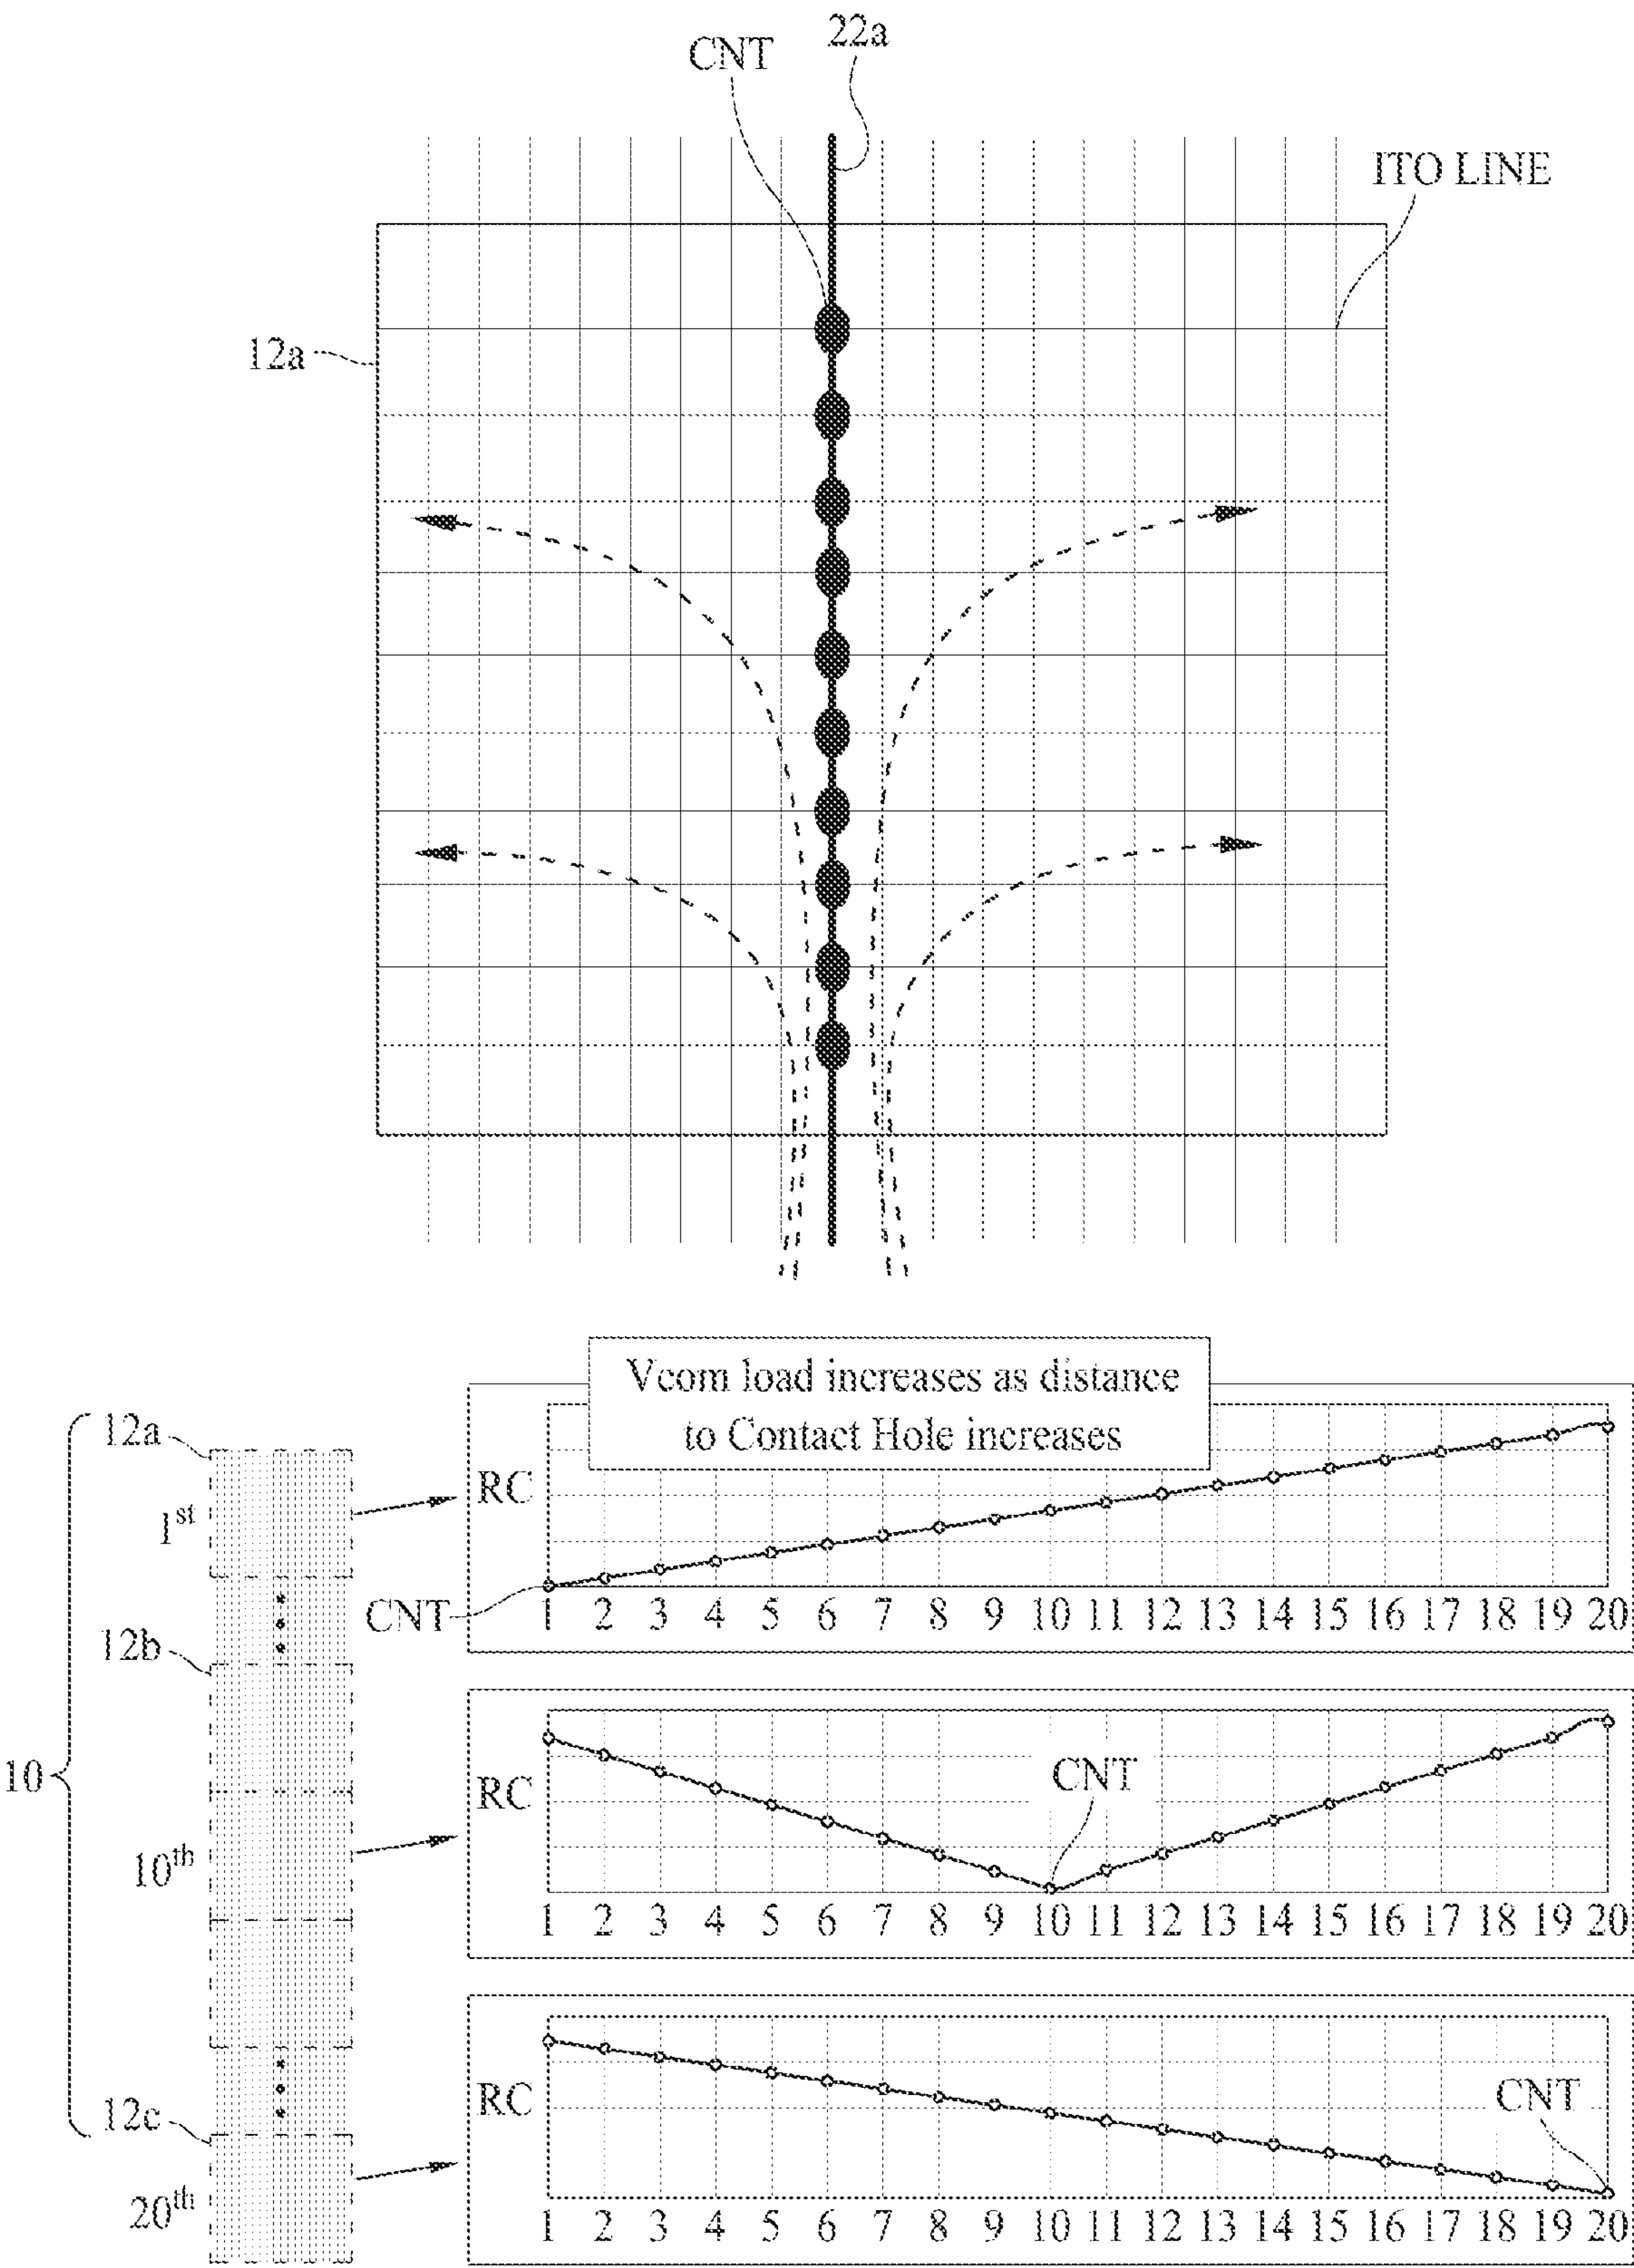 22a
CNT
ITO LINE
12a
Vcom load increases as distance
to Contact Hole increases
12a
RC
1st
CNT
1 2 3 4 5 6 7 8 9 10 11 12 13 14 15 16 17 18 19 20
12b
10
RC
CNT
10th
1 2 3 4 5 6 7 8 9 10 11 12 13 14 15 16 17 18 19 20
12c
RC
CNT
20th
1 2 3 4 5 6 7 8 9 10 11 12 13 14 15 16 17 18 19 20